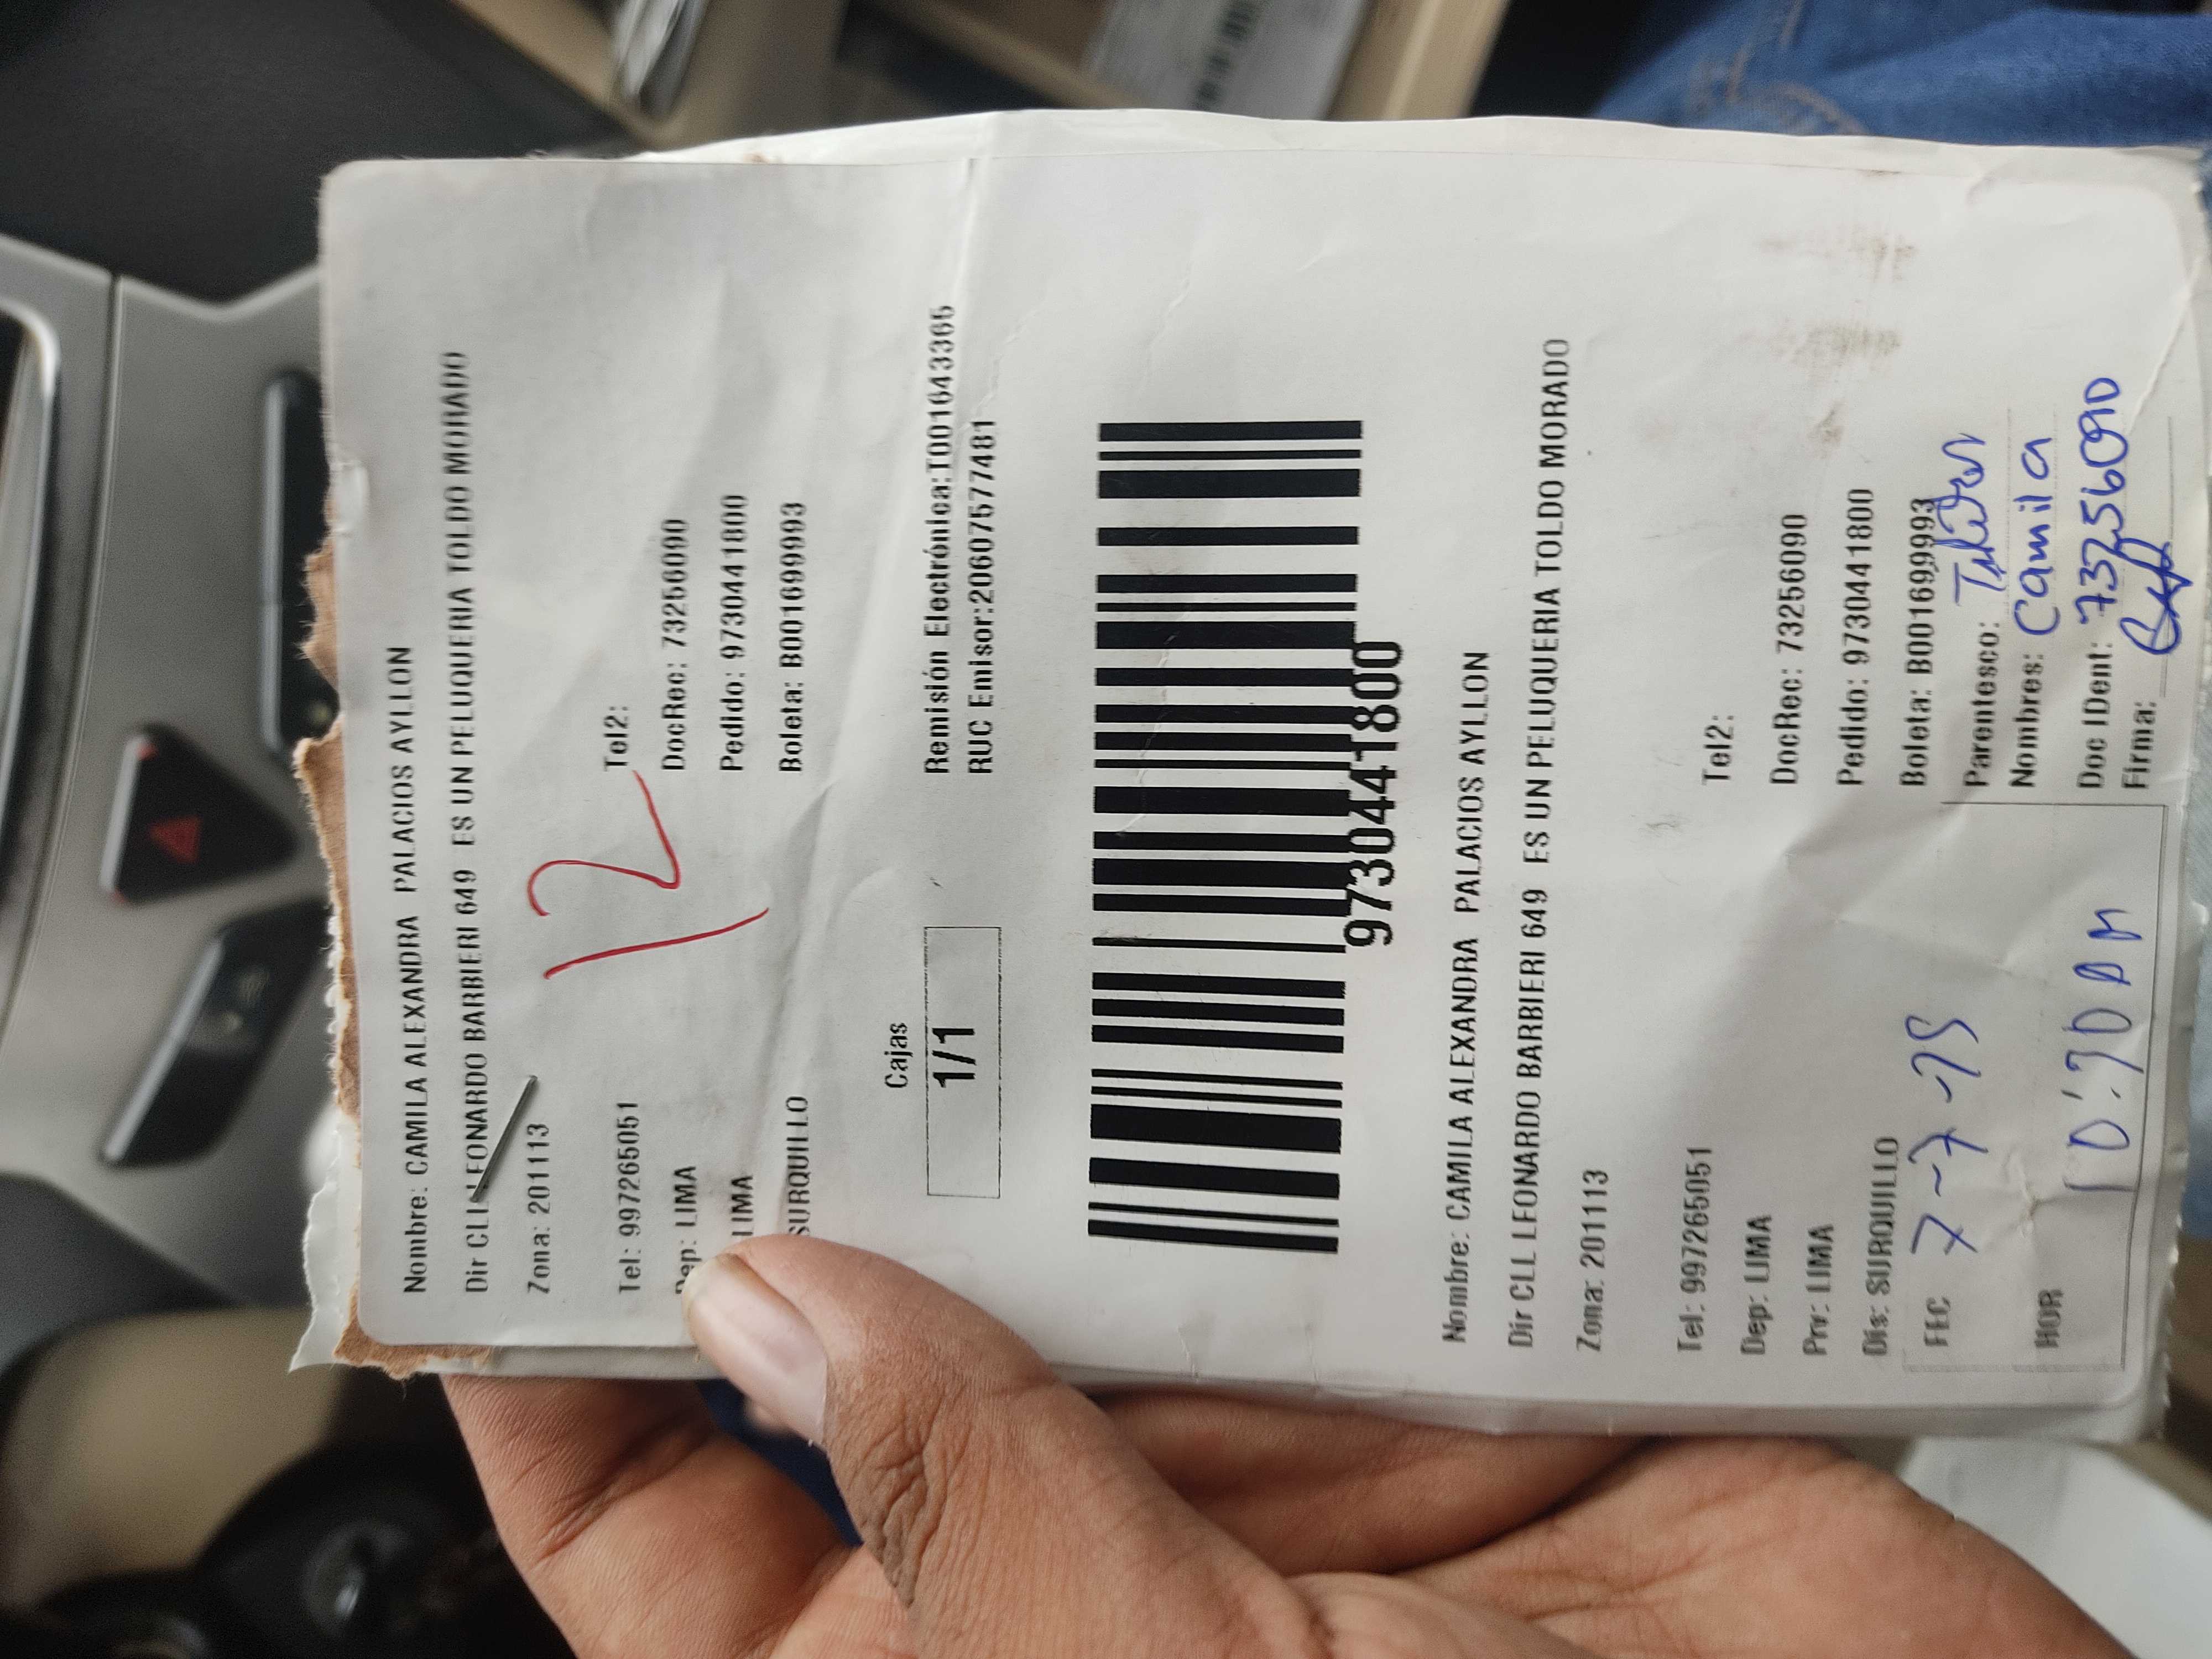 Nombre: CAMILA ALEXANDRA PALACIOS AYLLON
Dir CLL LEONARDO BARBIERI 649 ES UN PELUQUERIA TOLDO MORADO
Zona: 201113
12
Tel: 997265051 Tel2:
Dep: LIMA DocRec: 73256090
LIMA Pedido: 9730441800
SURQUILLO Boleta: B001699993
Cajas
1/1
Remisión Electrónica:T001643365
RUC Emisor:20607577481
9730441800
Nombre: CAMILA ALEXANDRA PALACIOS AYLLON
Dir CLL LEONARDO BARBIERI 649 ES UN PELUQUERIA TOLDO MORADO
Zona: 201113
Tel: 997265051 Tel2:
Dep: LIMA DocRec: 73256090
Prv: LIMA Pedido: 9730441800
Dis: SURQUILLO Boleta: B001699993
FEC 7-7-25 Parentesco:
Nombres: Camila
HOR Doc IDent: 73256090
Firma: